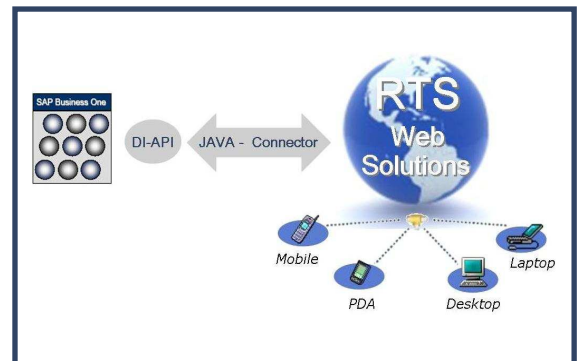 SAP Business One
DI-API
JAVA - Connector
RTS
Web
Solutions
Mobile
PDA
Desktop
Laptop